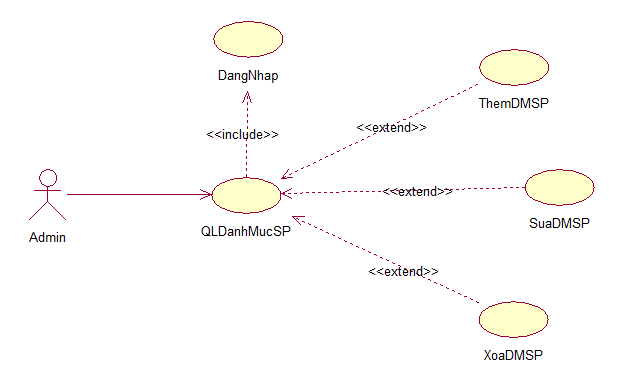 DangNhap
ThemDMSP
<<include>>
<<extend>>
<<extend>>
SuaDMSP
Admin
QLDanhMucSP
<<extend>>
XoaDMSP